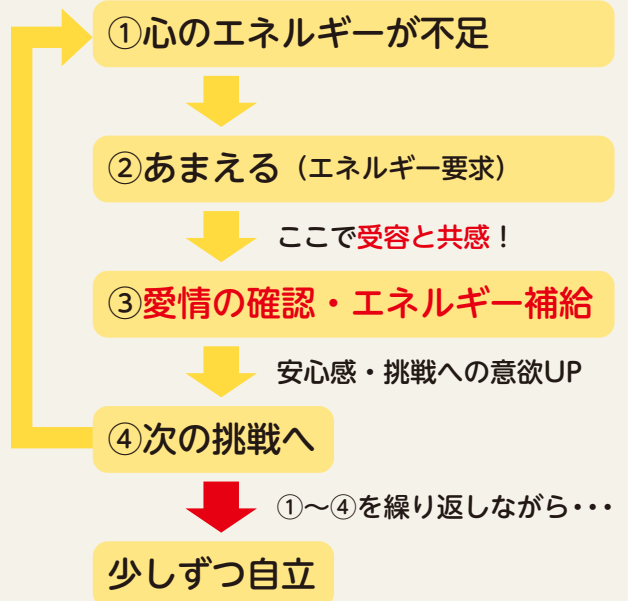 ①心のエネルギーが不足
②あまえる（エネルギー要求）
ここで受容と共感！
③愛情の確認・エネルギー補給
安心感・挑戦への意欲UP
④次の挑戦へ
①～④を繰り返しながら・・・
少しずつ自立